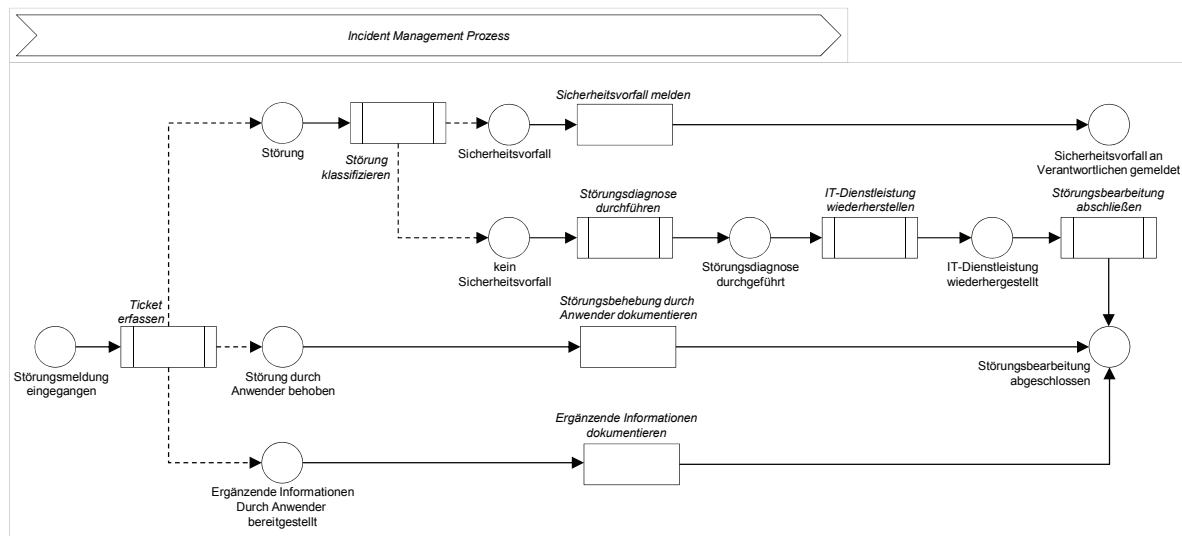 Incident Management Prozess
Sicherheitsvorfall melden
Störung
Störung
klassifizieren
Sicherheitsvorfall
Sicherheitsvorfall an
Verantwortlichen gemeldet
Störungsdiagnose
durchführen
IT-Dienstleistung
wiederherstellen
Störungsbearbeitung
abschließen
kein
Sicherheitsvorfall
Störungsdiagnose
durchgeführt
IT-Dienstleistung
wiederhergestellt
Ticket
erfassen
Störungsbehebung durch
Anwender dokumentieren
Störungsmeldung
eingegangen
Störung durch
Anwender behoben
Störungsbearbeitung
abgeschlossen
Ergänzende Informationen
dokumentieren
Ergänzende Informationen
Durch Anwender
bereitgestellt